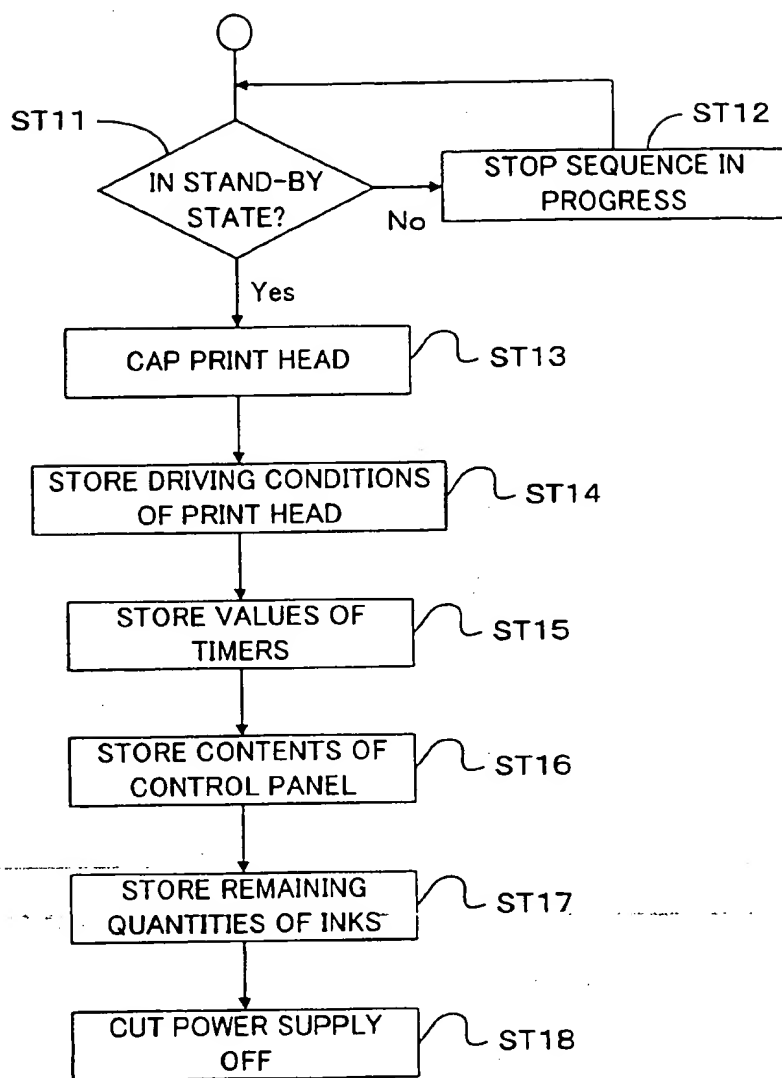 ST11
IN STAND-BY
STATE?
No
ST12
STOP SEQUENCE IN
PROGRESS
Yes
CAP PRINT HEAD
ST13
STORE DRIVING CONDITIONS
OF PRINT HEAD
ST14
STORE VALUES OF
TIMERS
ST15
STORE CONTENTS OF
CONTROL PANEL
ST16
STORE REMAINING
QUANTITIES OF INKS
ST17
CUT POWER SUPPLY
OFF
ST18